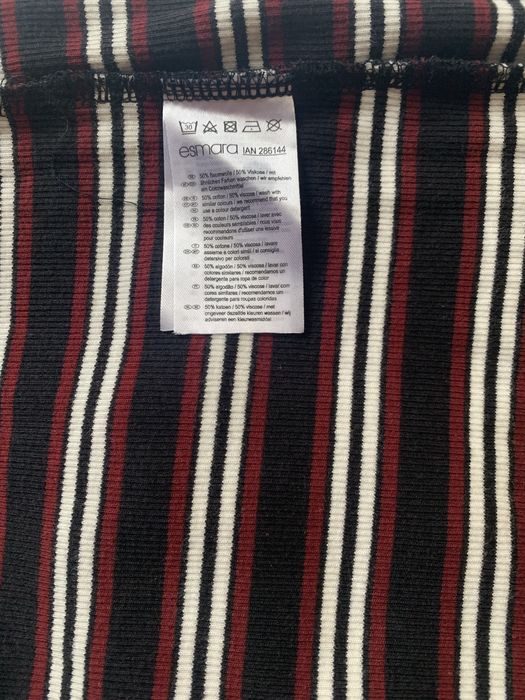 30
esmara IAN 286144
50% Baumwolle / 50% Viskose / mit
ähnlichen Farben waschen / wir empfehlen
ein Colorwaschmittel
50% cotton / 50% viscose / wash with
similar colours / we recommend that you
use a colour detergent
50% coton / 50% viscose / laver avec
des couleurs semblables / nous vous
recommandons d'utiliser une lessive
pour couleurs
50% cotone / 50% viscosa / lavare
assieme a colori simili / si consiglia
detersivo per colorati
50% algodón / 50% viscosa / lavar con
colores similares / recomendamos un
detergente para ropa de color
50% algodão / 50% viscose / lavar com
cores similares / recomendamos um
detergente para roupas coloridas
50% katoen / 50% viscose / met
ongeveer dezelfde kleuren wassen / wij
adviseren een kleurwasmiddel